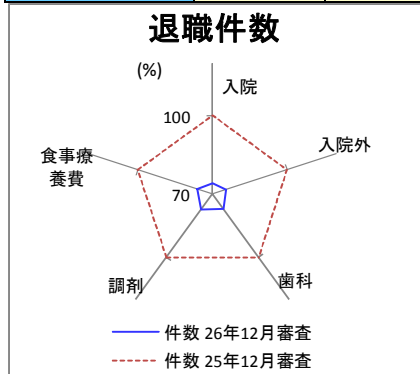 退職件数
(%)
入院
100
入院外
食事療
養費
70
調剤
歯科
件数 26年12月審査
件数 25年12月審査